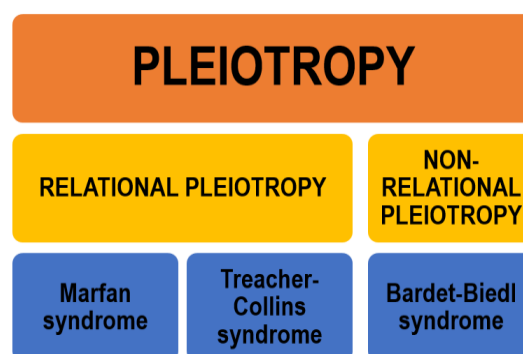 PLEIOTROPY
RELATIONAL PLEIOTROPY
NON-
RELATIONAL
PLEIOTROPY
Marfan
syndrome
Treacher-
Collins
syndrome
Bardet-Biedl
syndrome